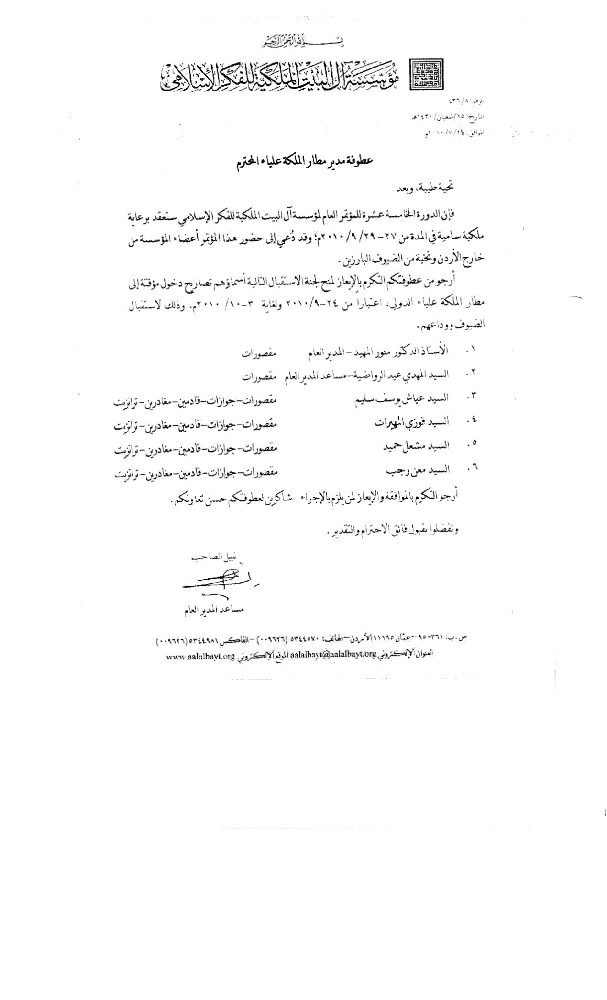 بسم الله الرحمن الرحيم
مؤسسة آل البيت الملكية للفكر الإسلامي
الرقم: ٤٣٦/٨
التاريخ: ١٥/شعبان/١٤٣١هـ
الموافق: ٢٠١٠/٧/٢٧م
عطوفة مدير مطار الملكة علياء المحترم
تحية طيبة، وبعد
فإن الدورة الخامسة عشرة للمؤتمر العام لمؤسسة آل البيت الملكية للفكر الإسلامي ستعقد برعاية
ملكية سامية في المدة من ٢٧-٢٩ /٩ /٢٠١٠م؛ وقد دُعي إلى حضور هذا المؤتمر أعضاء المؤسسة من
خارج الأردن ونخبة من الضيوف البارزين.
أرجو من عطوفتكم التكرم بالإيعاز لمنح لجنة الاستقبال التالية أسماؤهم تصاريح دخول مؤقتة إلى
مطار الملكة علياء الدولي، اعتباراً من ٢٤-٢٠١٠/٩ ولغاية ٣-١٠/ ٢٠١٠م، وذلك لاستقبال
الضيوف ووداعهم.
١. الأستاذ الدكتور منور المهيد -المدير العام مقصورات
٢. السيد المهدي عيد الرواضية-مساعد المدير العام مقصورات
٣. السيد عياش يوسف سليم مقصورات-جوازات-قادمين-مغادرين-ترانزيت
٤. السيد فوزي المهيرات مقصورات-جوازات-قادمين-مغادرين-ترانزيت
٥. السيد مشعل حميد مقصورات-جوازات-قادمين-مغادرين-ترانزيت
٦. السيد معن رجب مقصورات-جوازات-قادمين-مغادرين-ترانزيت
أرجو التكرم بالموافقة والإيعاز لمن يلزم بالإجراء. شاكرين لعطوفتكم حسن تعاونكم.
وتفضلوا بقبول فائق الاحترام والتقدير.
نبيل الصاحب
مساعد المدير العام
ص.ب: ٩٥٠٣٦١-عمّان ١١١٩٥ الأردن-الهاتف: ٥٣٤٤٥٧٠ (٠٠٩٦٢٦)-الفاكس ٥٣٤٤٩٨١ (٠٠٩٦٢٦)
العنوان الإلكتروني aalalbayt@aalalbayt.org الموقع الإلكتروني www.aalalbayt.org